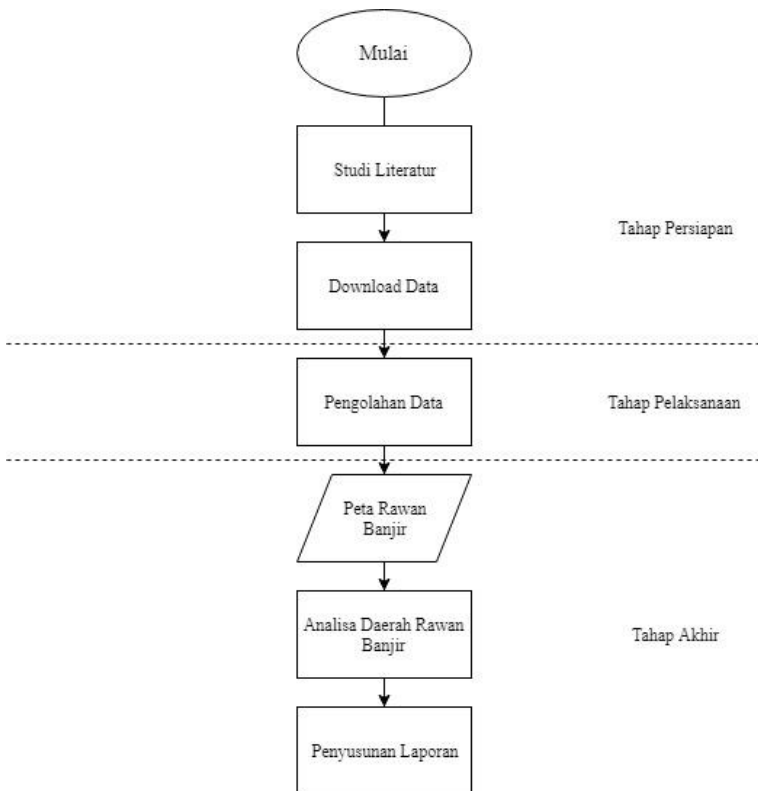 Mulai
Studi Literatur
Tahap Persiapan
Download Data
Pengolahan Data
Tahap Pelaksanaan
Peta Rawan
Banjir
Analisa Daerah Rawan
Banjir
Tahap Akhir
Penyusunan Laporan